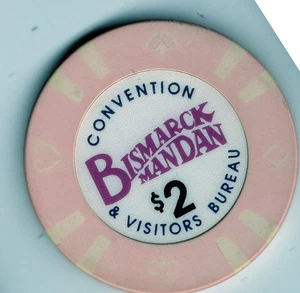 CONVENTION
BISMARCK
MANDAN
$2
& VISITORS BUREAU